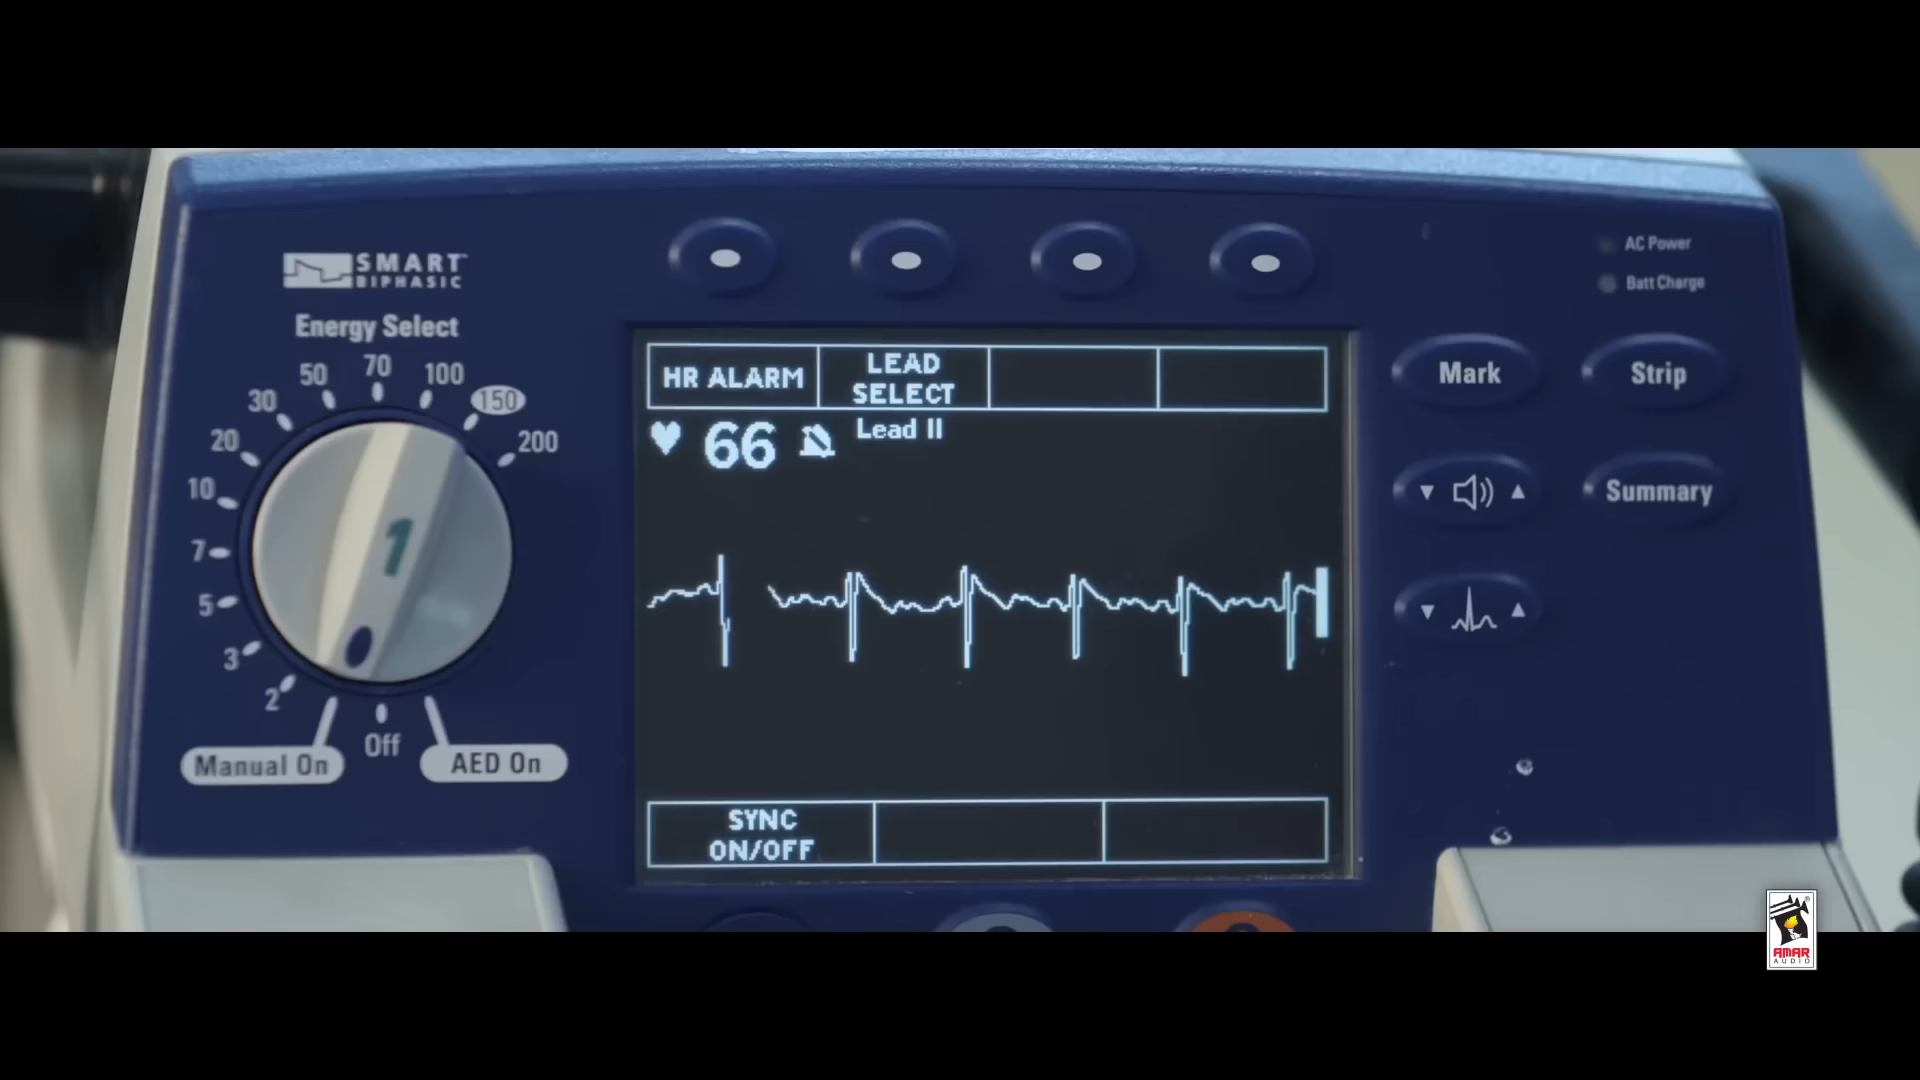 SMART
BIPHASIC
Energy Select
2
3
5
7
10
20
30
50
70
100
150
200
1
Manual On
Off
AED On
HR ALARM
LEAD
SELECT
66
Lead II
SYNC
ON/OFF
AC Power
Batt Charge
Mark
Strip
Summary
AMAR
AUDIO